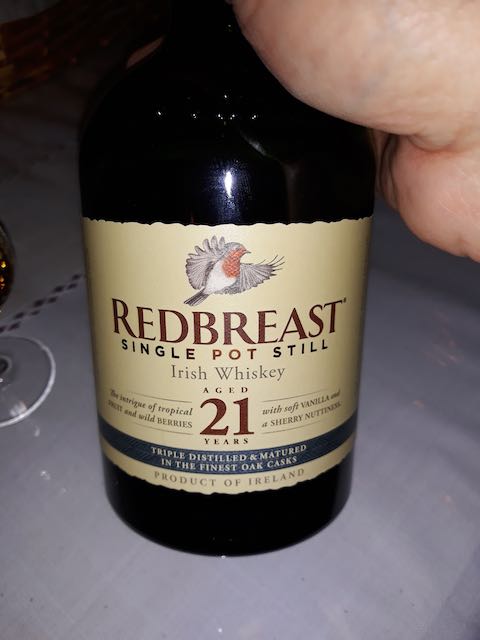 REDBREAST
SINGLE POT STILL
Irish Whiskey
AGED
21
YEARS
The intrigue of tropical
FRUIT and wild BERRIES
with soft VANILLA and
a SHERRY NUTTINESS.
TRIPLE DISTILLED & MATURED
IN THE FINEST OAK CASKS
PRODUCT OF IRELAND